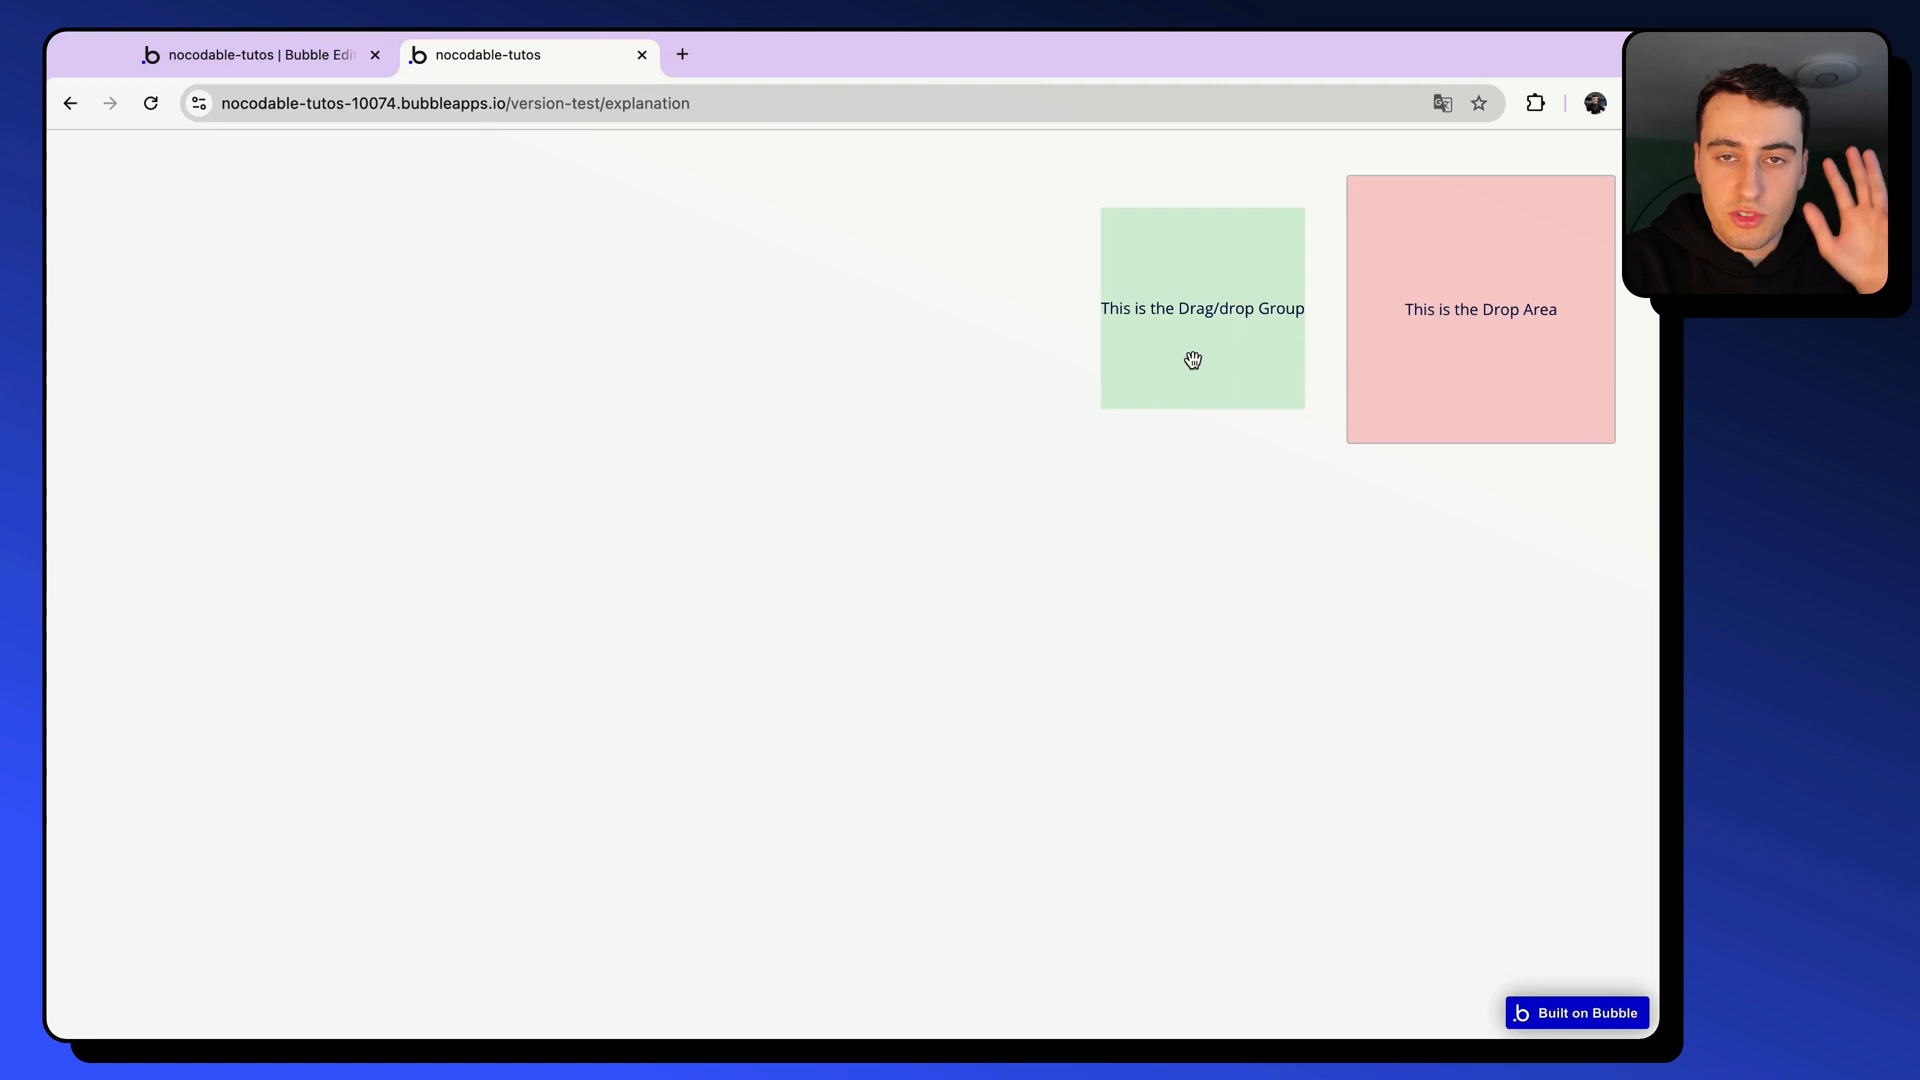 nocodable-tutos | Bubble Edi
nocodable-tutos
nocodable-tutos-10074.bubbleapps.io/version-test/explanation
This is the Drag/drop Group
This is the Drop Area
Built on Bubble